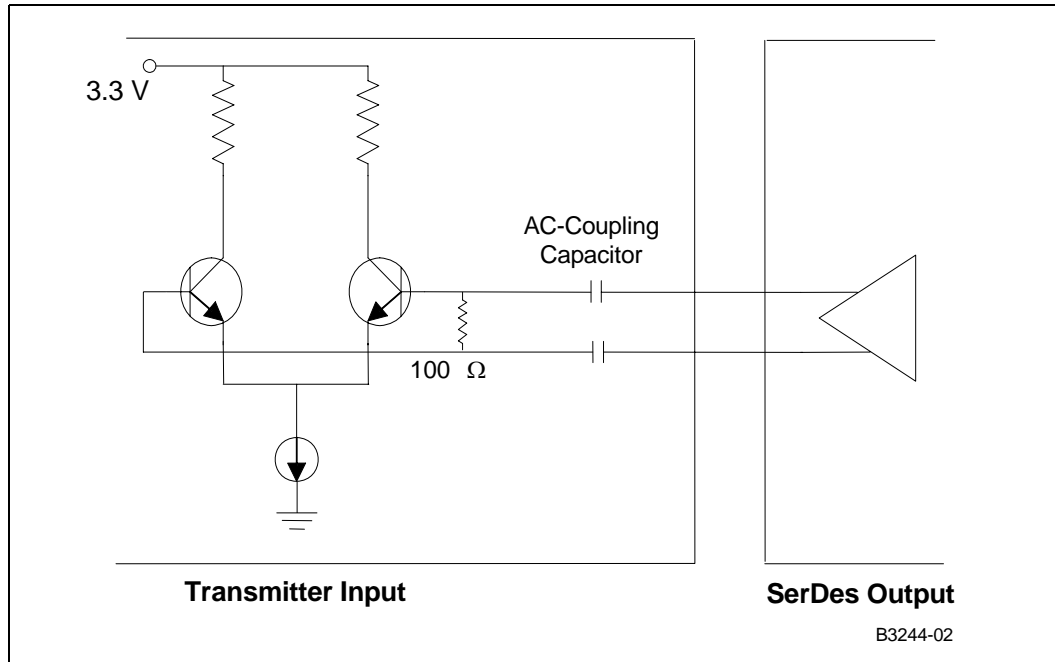 3.3 V
AC-Coupling
Capacitor
100 Ω
Transmitter Input
SerDes Output
B3244-02